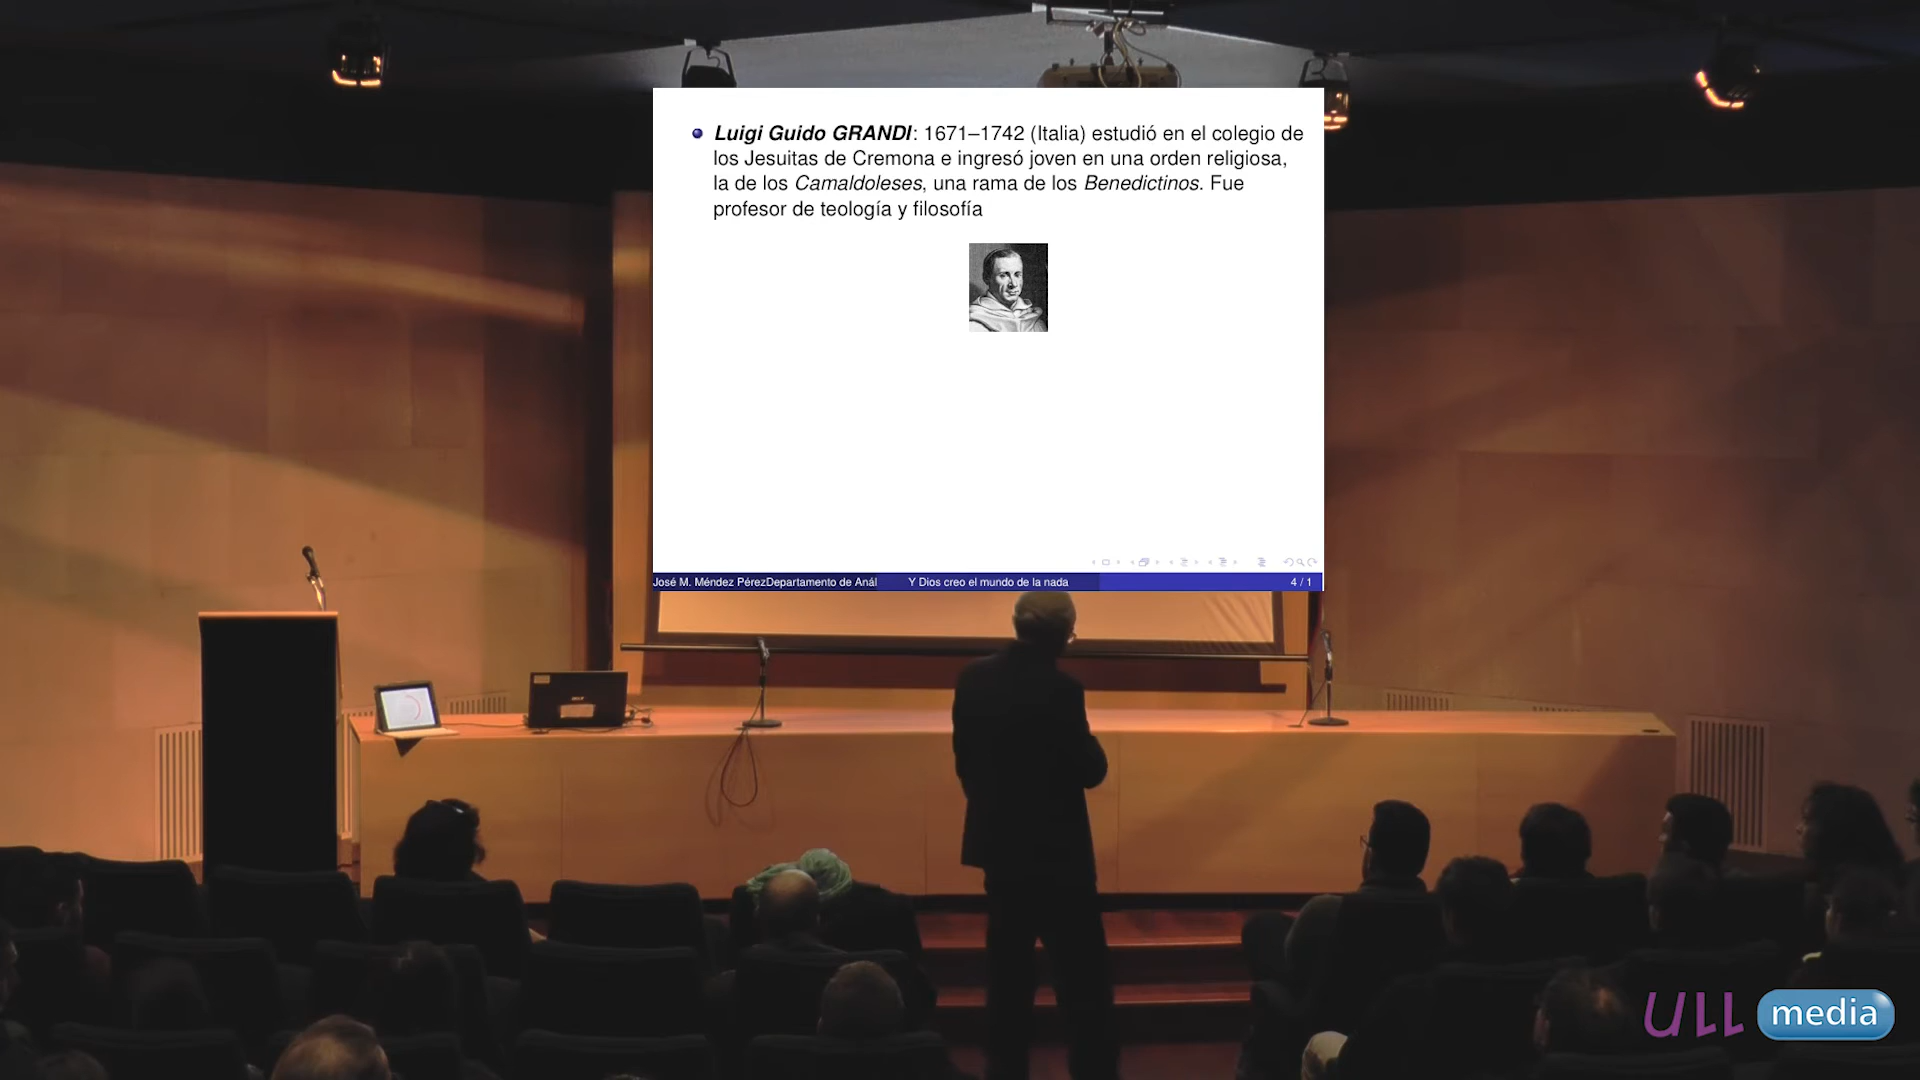 Luigi Guido GRANDI: 1671–1742 (Italia) estudió en el colegio de
los Jesuitas de Cremona e ingresó joven en una orden religiosa,
la de los Camaldoleses, una rama de los Benedictinos. Fue
profesor de teología y filosofía
José M. Méndez PérezDepartamento de Anál
Y Dios creo el mundo de la nada
4 / 1
ULL media